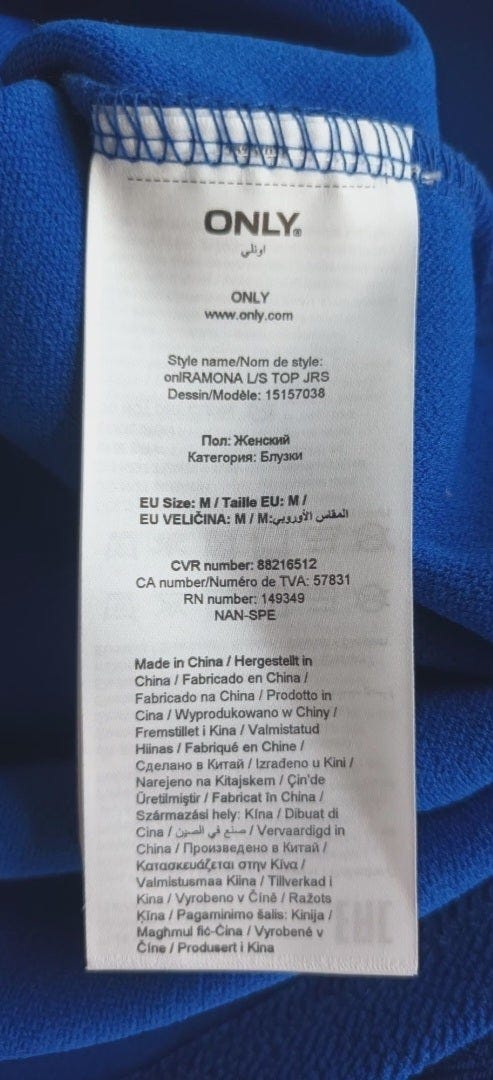 ONLY®
اونلي
ONLY
www.only.com
Style name/Nom de style:
onlRAMONA L/S TOP JRS
Dessin/Modèle: 15157038
Пол: Женский
Категория: Блузки
EU Size: M / Taille EU: M /
EU VELIČINA: M / M:المقاس الأوروبي
CVR number: 88216512
CA number/Numéro de TVA: 57831
RN number: 149349
NAN-SPE
Made in China / Hergestellt in
China / Fabricado en China /
Fabricado na China / Prodotto in
Cina / Wyprodukowano w Chiny /
Fremstillet i Kina / Valmistatud
Hiinas / Fabriqué en Chine /
Сделано в Китай / Izrađeno u Kini /
Narejeno na Kitajskem / Çin'de
Üretilmiştir / Fabricat în China /
Származási hely: Kína / Dibuat di
Cina / صنع في الصين / Vervaardigd in
China / Произведено в Китай /
Κατασκευάζεται στην Κίνα /
Valmistusmaa Kiina / Tillverkad i
Kina / Vyrobeno v Číně / Ražots
Ķīna / Pagaminimo šalis: Kinija /
Maghmul fiċ-Ċina / Vyrobené v
Číne / Produsert i Kina